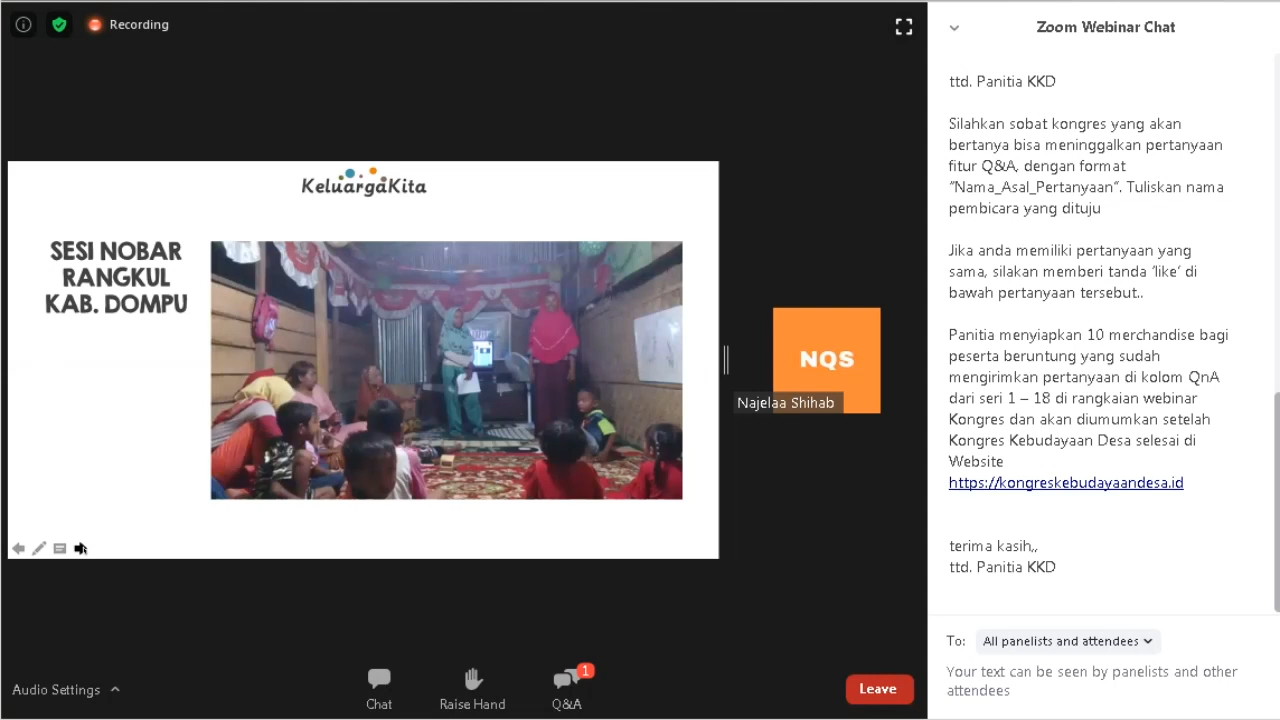 Recording
KeluargaKita
SESI NOBAR
RANGKUL
KAB. DOMPU
NQS
Najelaa Shihab
Audio Settings
Chat
Raise Hand
1
Q&A
Leave
Zoom Webinar Chat
ttd. Panitia KKD
Silahkan sobat kongres yang akan
bertanya bisa meninggalkan pertanyaan
fitur Q&A, dengan format
"Nama_Asal_Pertanyaan". Tuliskan nama
pembicara yang dituju
Jika anda memiliki pertanyaan yang
sama, silakan memberi tanda 'like' di
bawah pertanyaan tersebut..
Panitia menyiapkan 10 merchandise bagi
peserta beruntung yang sudah
mengirimkan pertanyaan di kolom QnA
dari seri 1 – 18 di rangkaian webinar
Kongres dan akan diumumkan setelah
Kongres Kebudayaan Desa selesai di
Website
https://kongreskebudayaandesa.id
terima kasih,,
ttd. Panitia KKD
To: All panelists and attendees
Your text can be seen by panelists and other
attendees